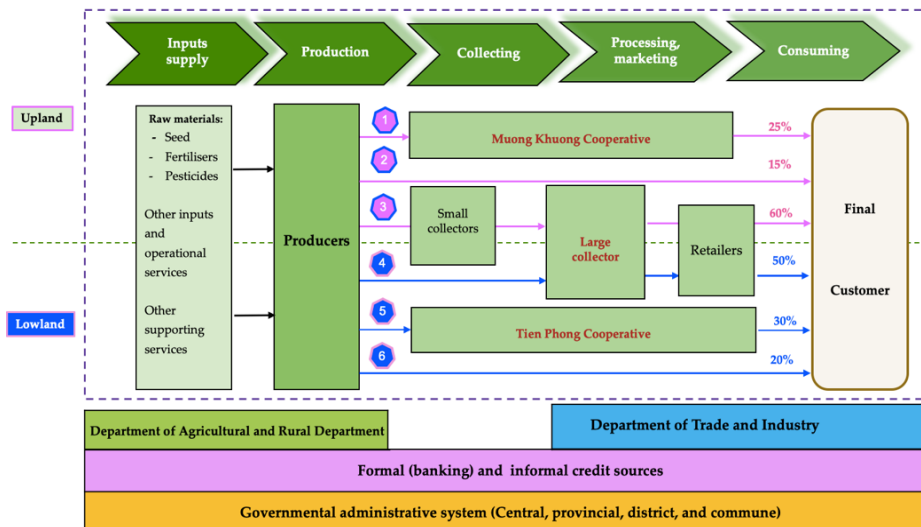 Inputs
supply
Production
Collecting
Processing,
marketing
Consuming
Upland
Raw materials:
- Seed
- Fertilisers
- Pesticides
Other inputs
and
operational
services
Other
supporting
services
Producers
1
Muong Khuong Cooperative
25%
2
15%
3
Small
collectors
Large
collector
60%
Retailers
4
50%
Final
Customer
Lowland
5
Tien Phong Cooperative
30%
6
20%
Department of Agricultural and Rural Department
Department of Trade and Industry
Formal (banking) and informal credit sources
Governmental administrative system (Central, provincial, district, and commune)